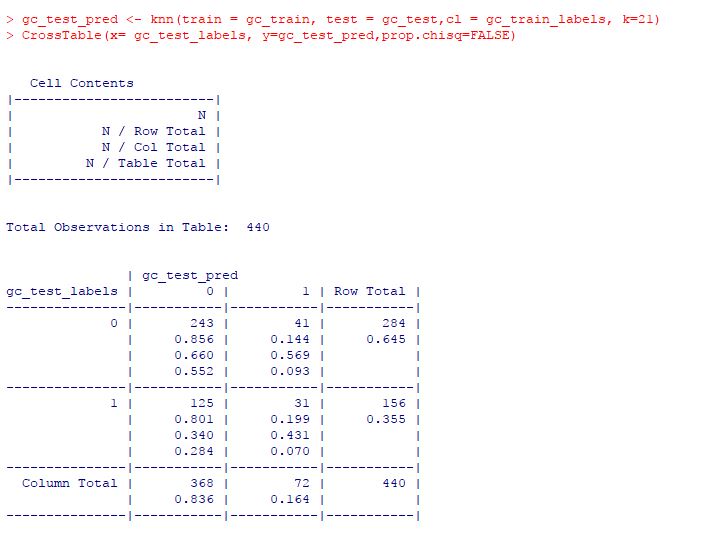 > gc_test_pred <- knn(train = gc_train, test = gc_test,cl = gc_train_labels, k=21)
> CrossTable(x= gc_test_labels, y=gc_test_pred,prop.chisq=FALSE)
   Cell Contents
|-------------------------|
|                       N |
|           N / Row Total |
|           N / Col Total |
|         N / Table Total |
|-------------------------|
Total Observations in Table:  440
               | gc_test_pred
gc_test_labels |         0 |         1 | Row Total |
---------------|-----------|-----------|-----------|
             0 |       243 |        41 |       284 |
               |     0.856 |     0.144 |     0.645 |
               |     0.660 |     0.569 |           |
               |     0.552 |     0.093 |           |
---------------|-----------|-----------|-----------|
             1 |       125 |        31 |       156 |
               |     0.801 |     0.199 |     0.355 |
               |     0.340 |     0.431 |           |
               |     0.284 |     0.070 |           |
---------------|-----------|-----------|-----------|
  Column Total |       368 |        72 |       440 |
               |     0.836 |     0.164 |           |
---------------|-----------|-----------|-----------|